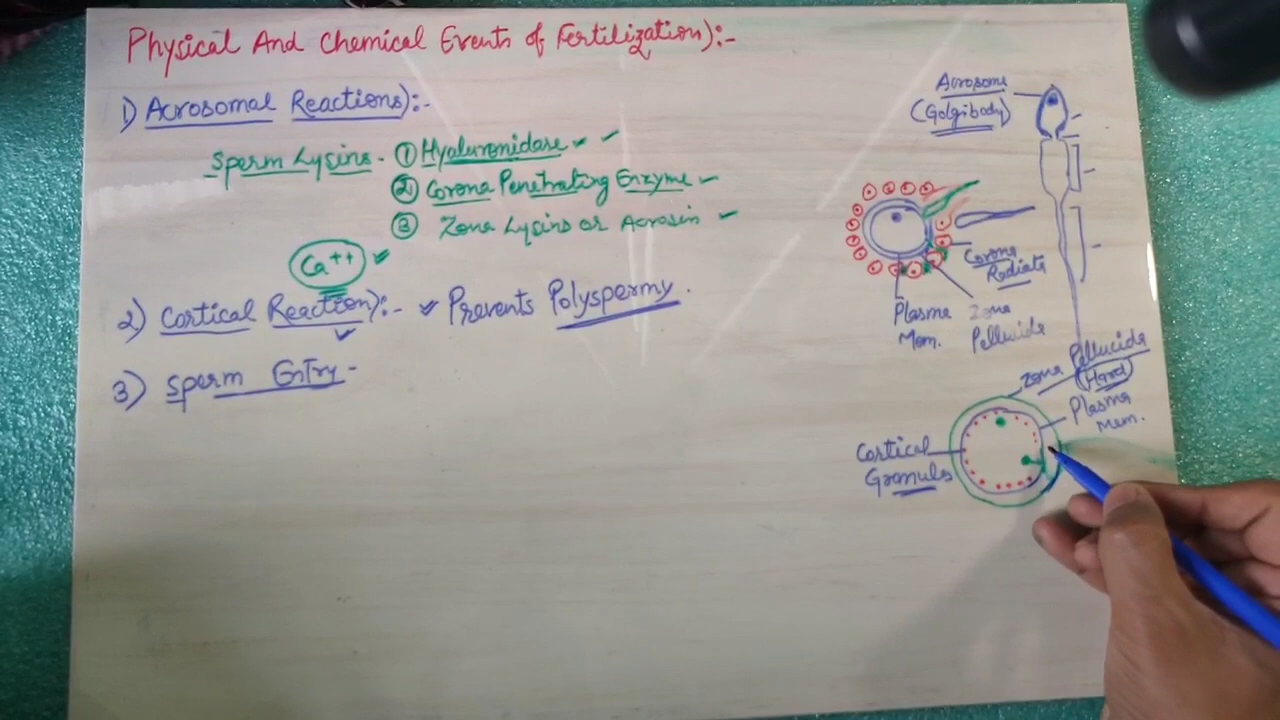 Physical And Chemical Events of Fertilization):-
1) Acrosomal Reactions):-
Sperm Lysins - ① Hyaluronidase
② Corona Penetrating Enzyme
③ Zona Lysins or Acrosin
Ca++
2) Cortical Reaction):- Prevents Polyspermy.
3) Sperm Entry-
Acrosome
(Golgibody)
Corona
Radiata
Plasma
Mem.
Zona
Pellucida
Zona Pellucida
(Hard)
Plasma
Mem.
Cortical
Granuls